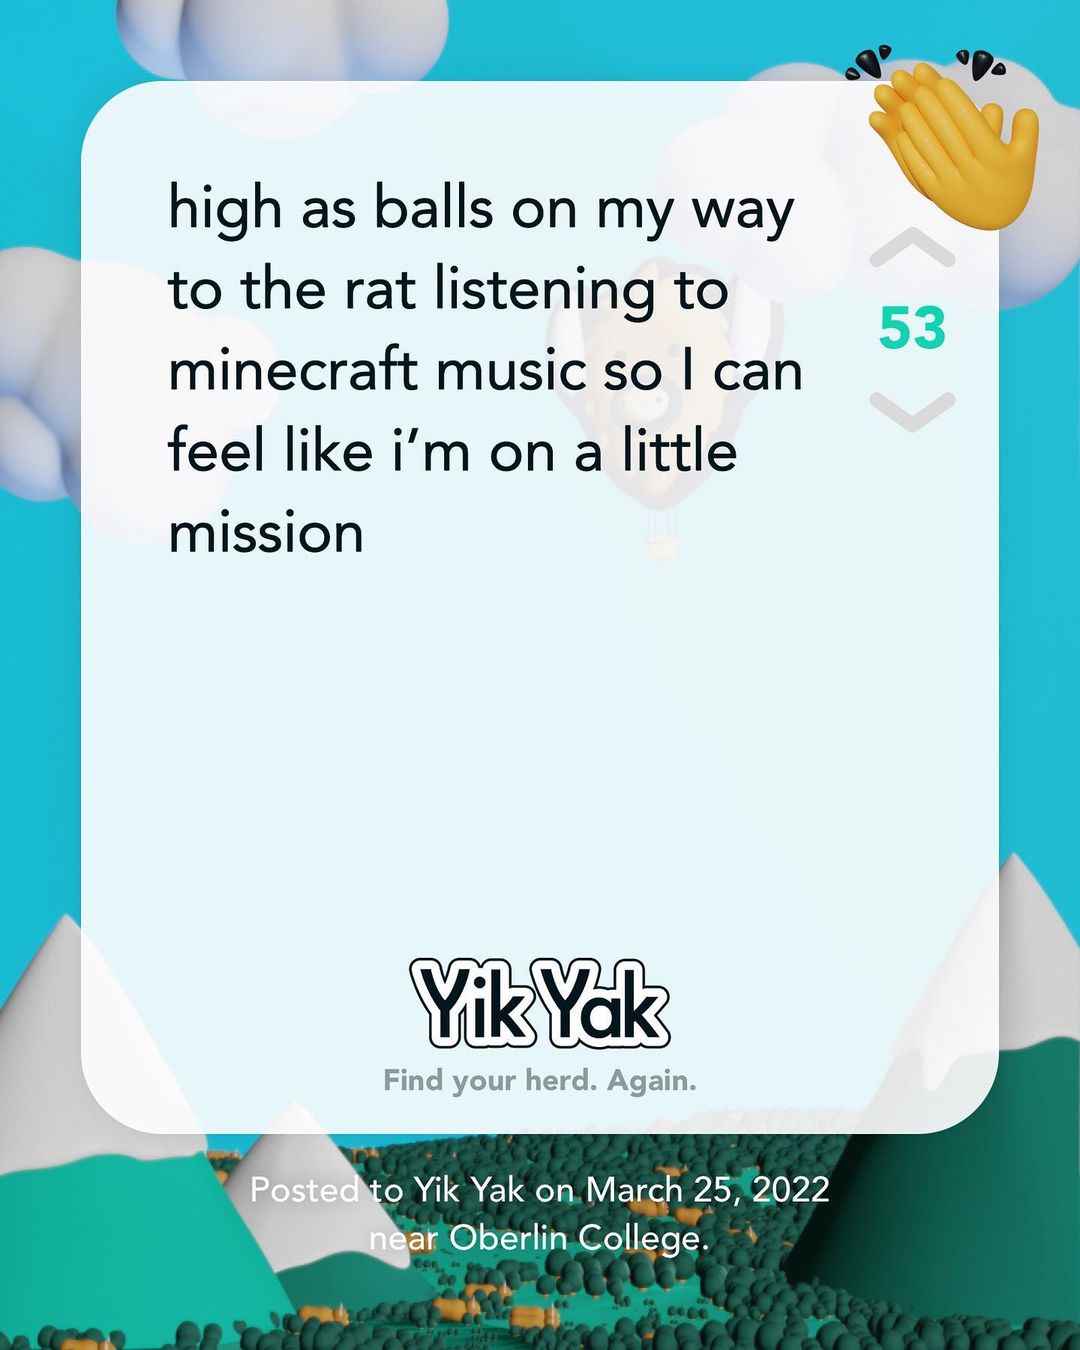 high as balls on my way
to the rat listening to
minecraft music so I can
feel like i’m on a little
mission
53
Yik Yak
Find your herd. Again.
Posted to Yik Yak on March 25, 2022
near Oberlin College.